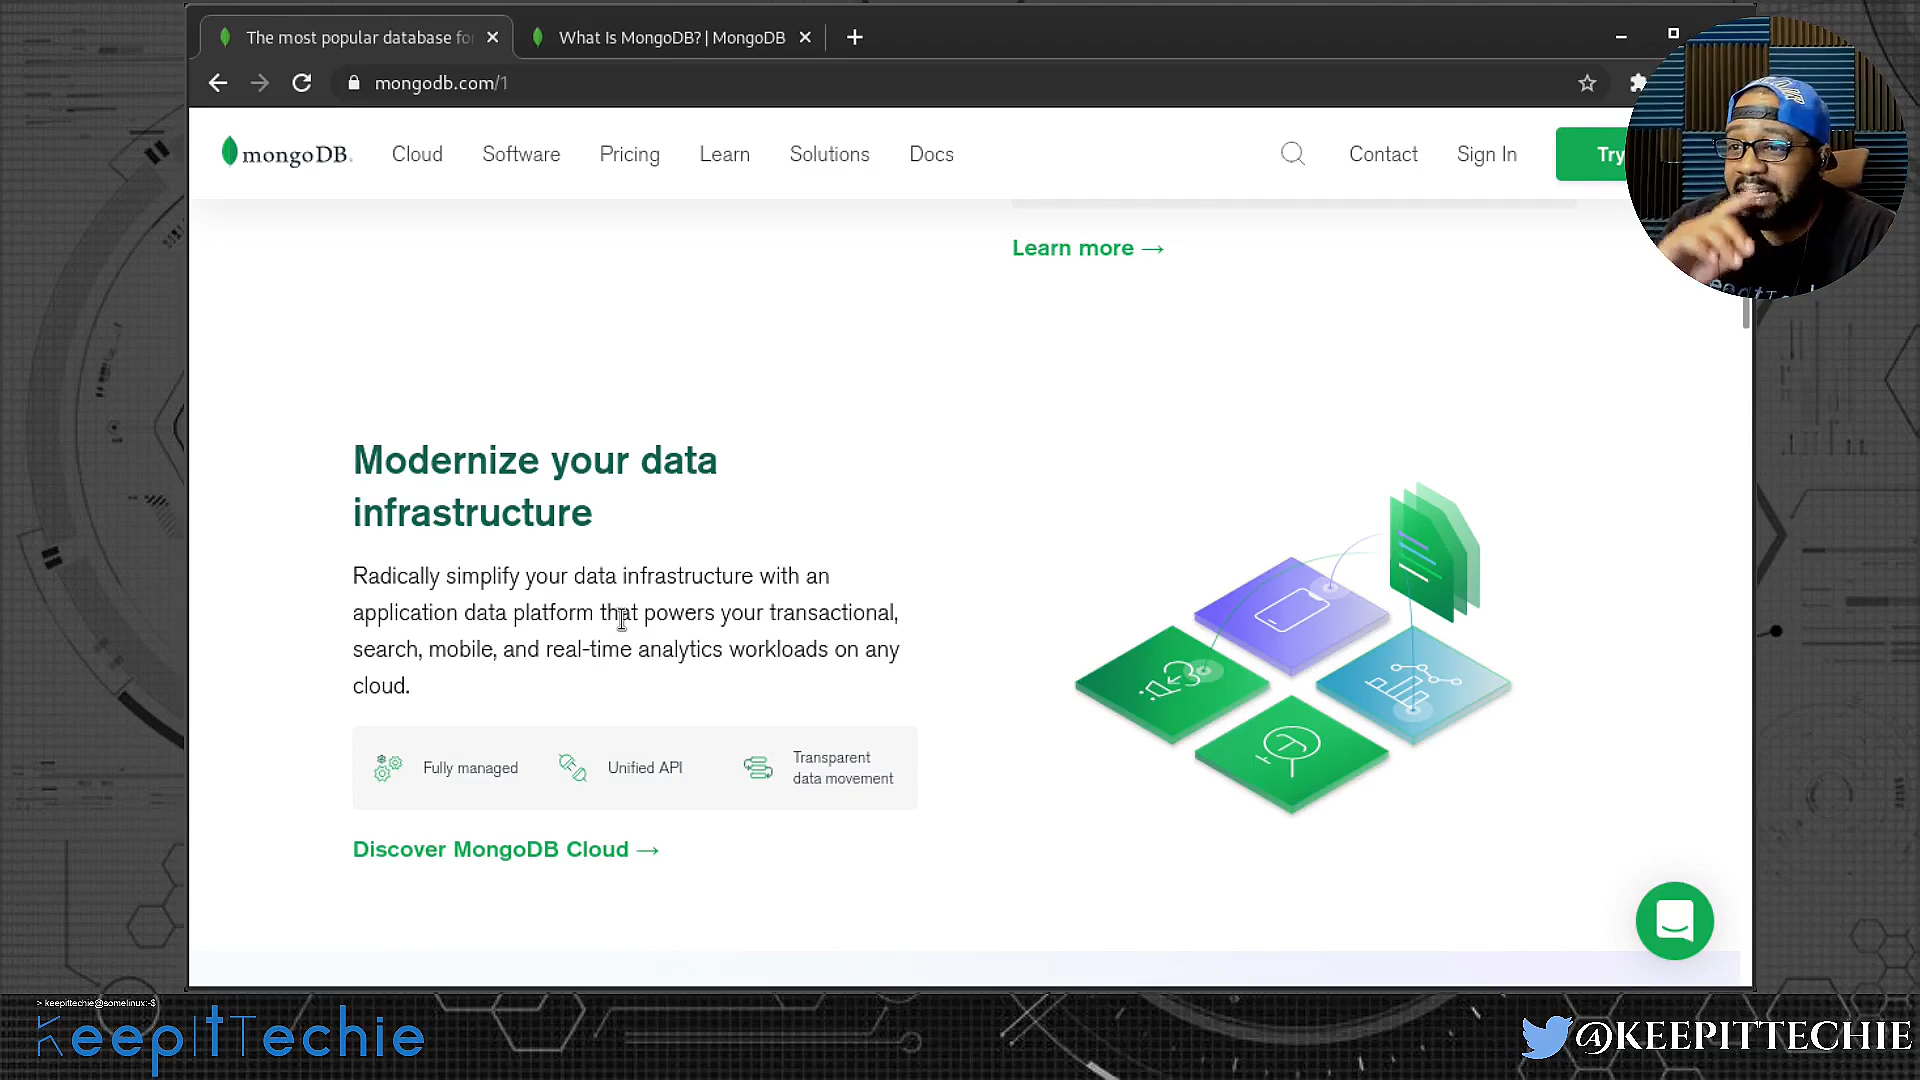 The most popular database fo
What Is MongoDB? | MongoDB
mongodb.com/1
mongoDB.
Cloud
Software
Pricing
Learn
Solutions
Docs
Contact
Sign In
Try
Learn more →
Modernize your data
infrastructure
Radically simplify your data infrastructure with an
application data platform that powers your transactional,
search, mobile, and real-time analytics workloads on any
cloud.
Fully managed
Unified API
Transparent
data movement
Discover MongoDB Cloud →
> keepittechie@somelinux:~$
KeepItTechie
@KEEPITTECHIE